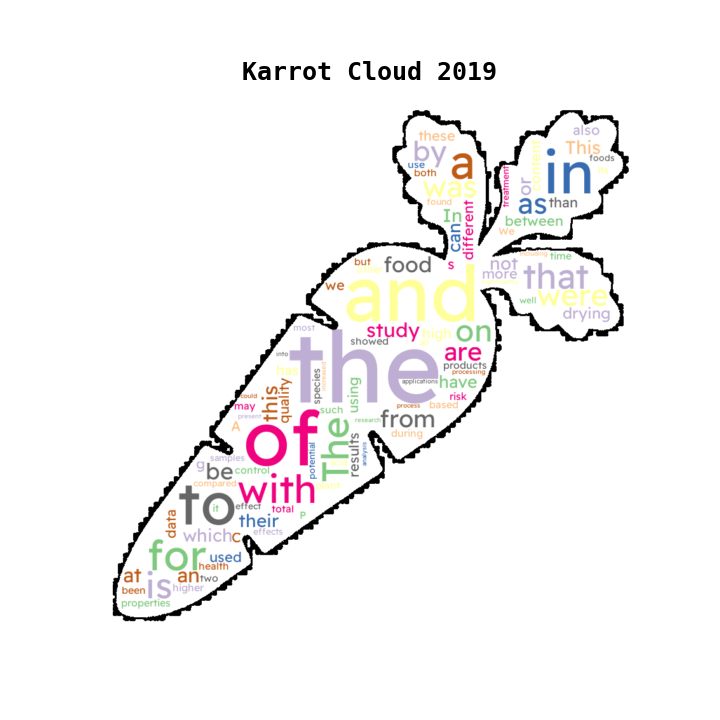 Karrot Cloud 2019
these
also
by
a
This
content
foods
use
both
in
treatment
was
or
as
than
found
In
different
between
can
We
but
food
s
including
time
not
more
that
we
and
well
were
drying
most
study
high
on
showed
the
are
into
products
processing
has
species
increased
applications
have
this
quality
using
could
risk
may
such
process
based
present
of
The
research
from
A
during
results
potential
analysis
g
samples
be
control
compared
with
to
it
effect
total
P
data
their
which
C
effects
for
used
health
at
is
an
two
been
higher
properties